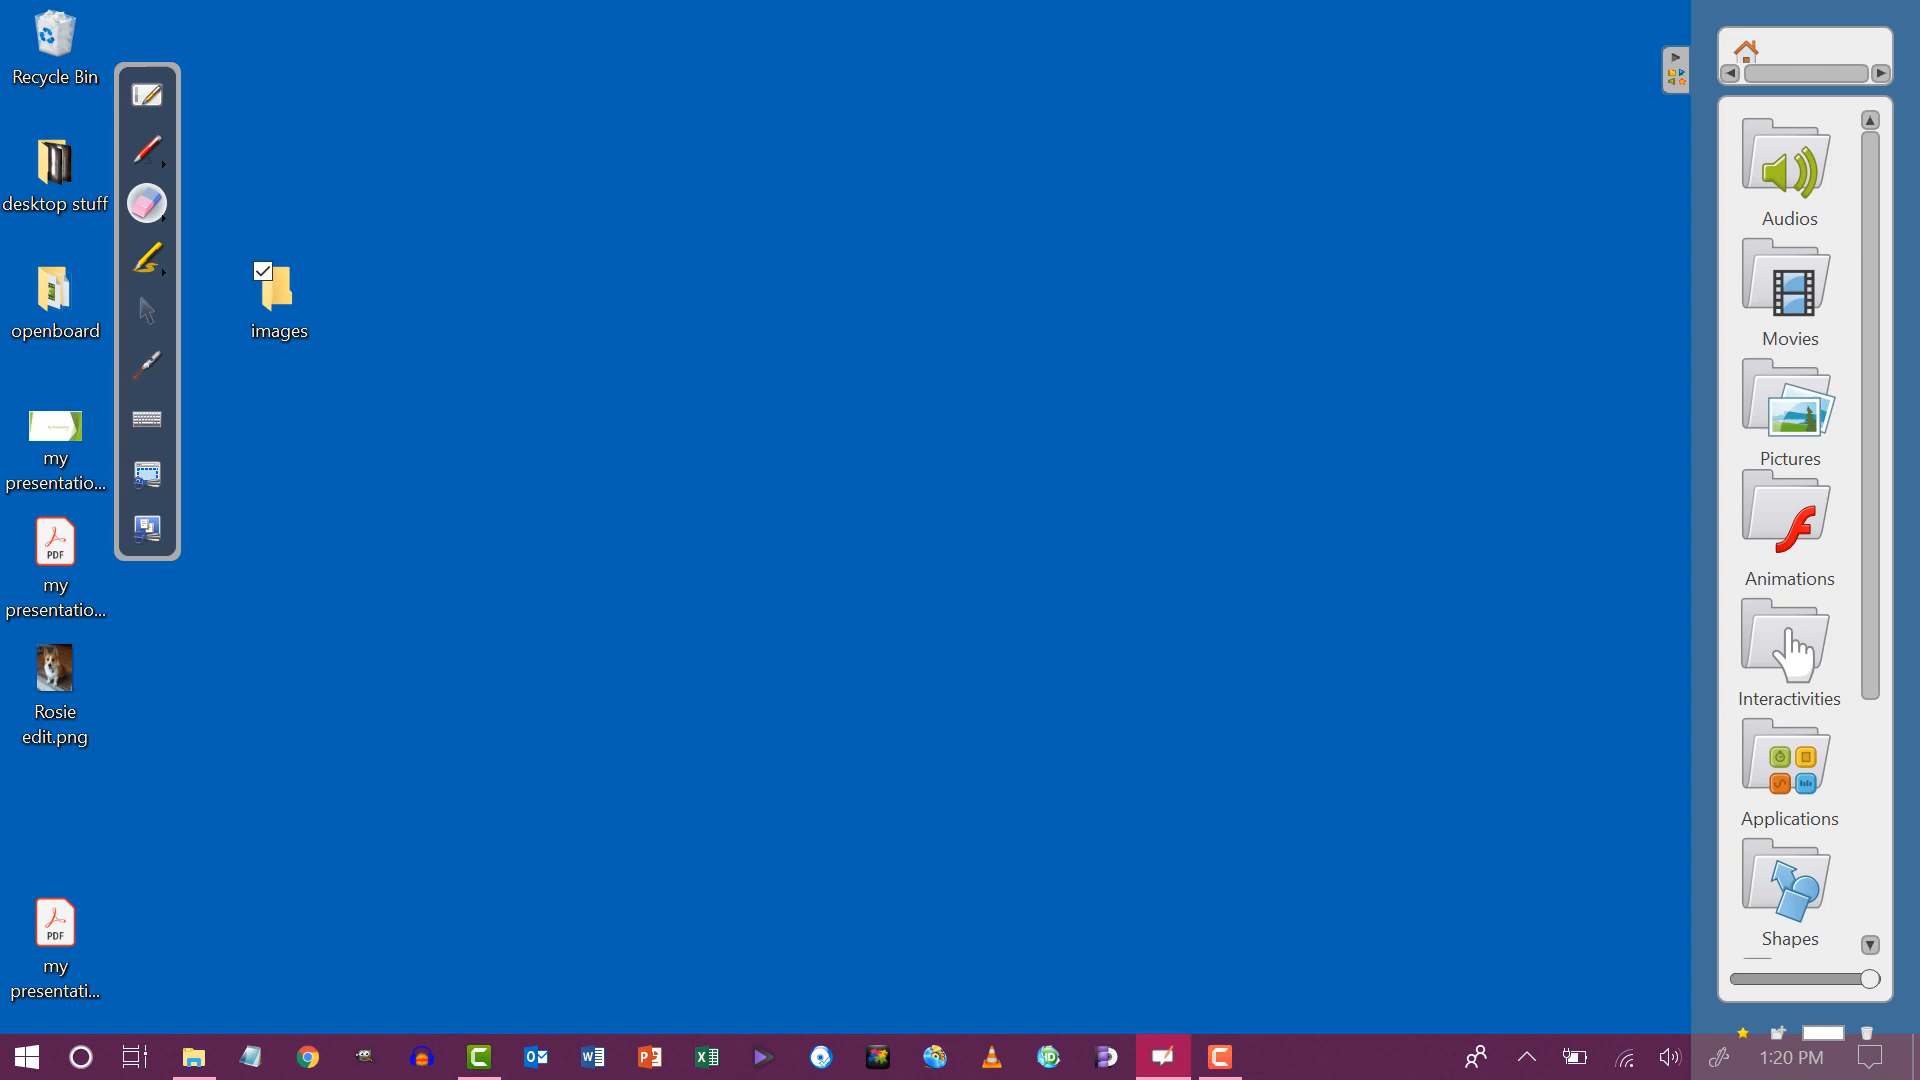 Recycle Bin
desktop stuff
openboard
my
presentatio...
PDF
my
presentatio...
Rosie
edit.png
PDF
my
presentati...
images
Audios
Movies
Pictures
Animations
Interactivities
Applications
Shapes
1:20 PM